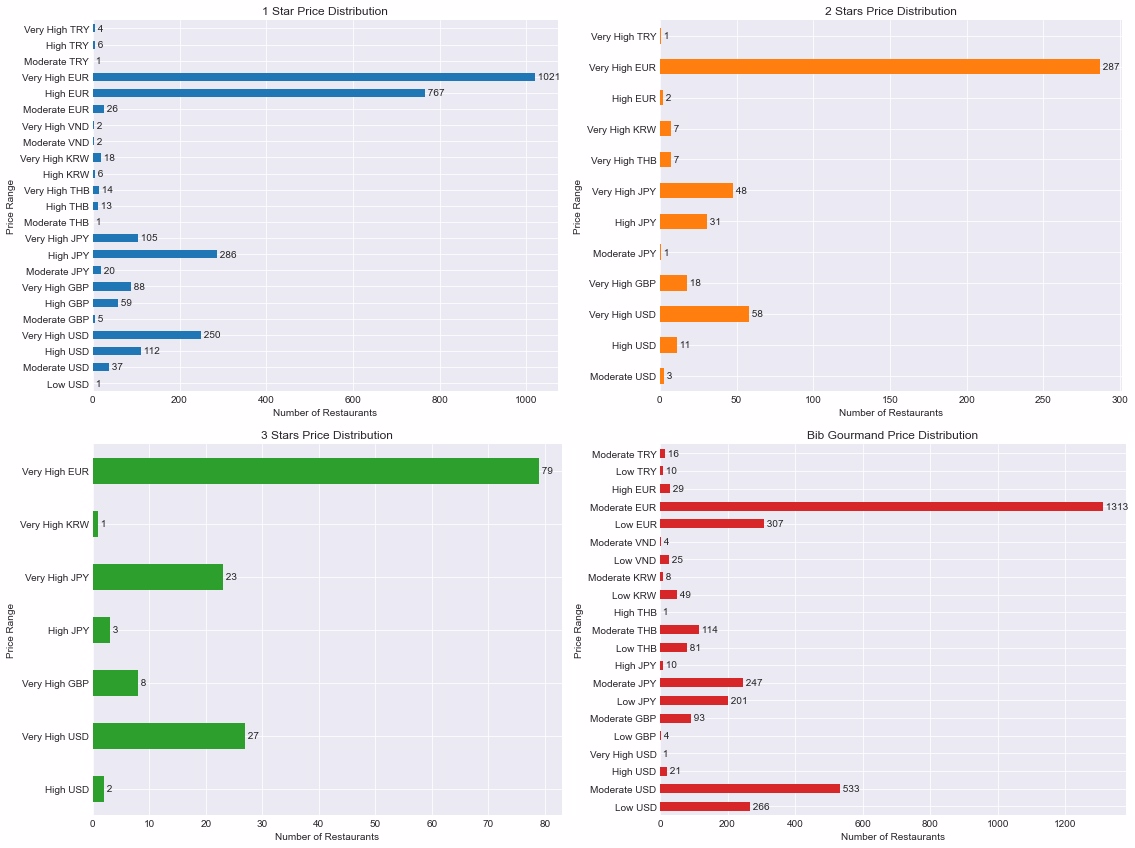 1 Star Price Distribution
Price Range
Very High TRY 4
High TRY 6
Moderate TRY 1
Very High EUR 1021
High EUR 767
Moderate EUR 26
Very High VND 2
Moderate VND 2
Very High KRW 18
High KRW 6
Very High THB 14
High THB 13
Moderate THB 1
Very High JPY 105
High JPY 286
Moderate JPY 20
Very High GBP 88
High GBP 59
Moderate GBP 5
Very High USD 250
High USD 112
Moderate USD 37
Low USD 1
0 200 400 600 800 1000
Number of Restaurants
2 Stars Price Distribution
Price Range
Very High TRY 1
Very High EUR 287
High EUR 2
Very High KRW 7
Very High THB 7
Very High JPY 48
High JPY 31
Moderate JPY 1
Very High GBP 18
Very High USD 58
High USD 11
Moderate USD 3
0 50 100 150 200 250 300
Number of Restaurants
3 Stars Price Distribution
Price Range
Very High EUR 79
Very High KRW 1
Very High JPY 23
High JPY 3
Very High GBP 8
Very High USD 27
High USD 2
0 10 20 30 40 50 60 70 80
Number of Restaurants
Bib Gourmand Price Distribution
Price Range
Moderate TRY 16
Low TRY 10
High EUR 29
Moderate EUR 1313
Low EUR 307
Moderate VND 4
Low VND 25
Moderate KRW 8
Low KRW 49
High THB 1
Moderate THB 114
Low THB 81
High JPY 10
Moderate JPY 247
Low JPY 201
Moderate GBP 93
Low GBP 4
Very High USD 1
High USD 21
Moderate USD 533
Low USD 266
0 200 400 600 800 1000 1200
Number of Restaurants